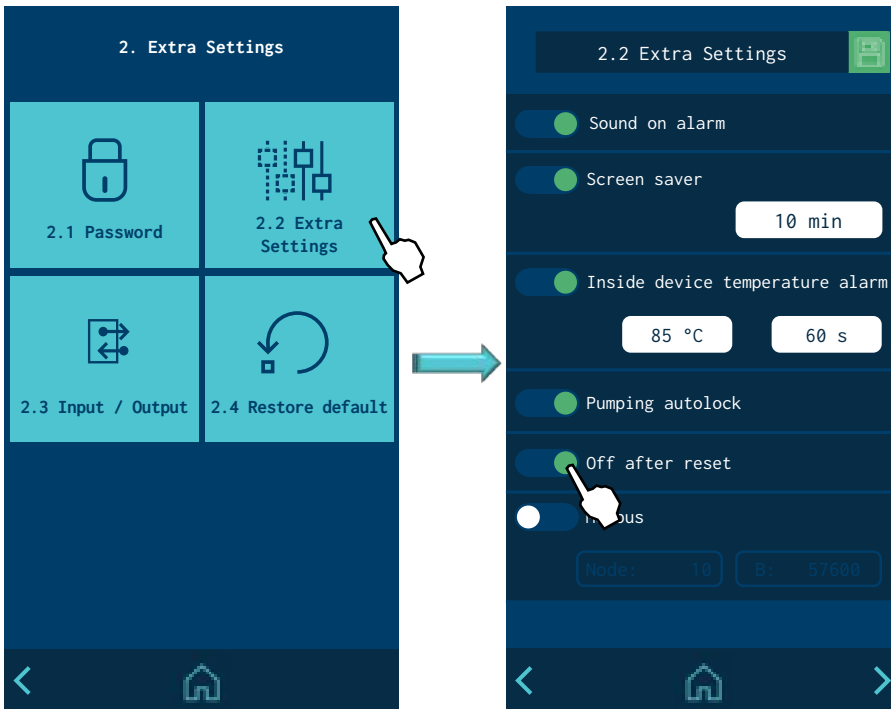 2. Extra Settings
2.1 Password
2.2 Extra
Settings
2.3 Input / Output
2.4 Restore default
2.2 Extra Settings
Sound on alarm
Screen saver
10 min
Inside device temperature alarm
85 °C
60 s
Pumping autolock
Off after reset
Node: 10
B: 57600